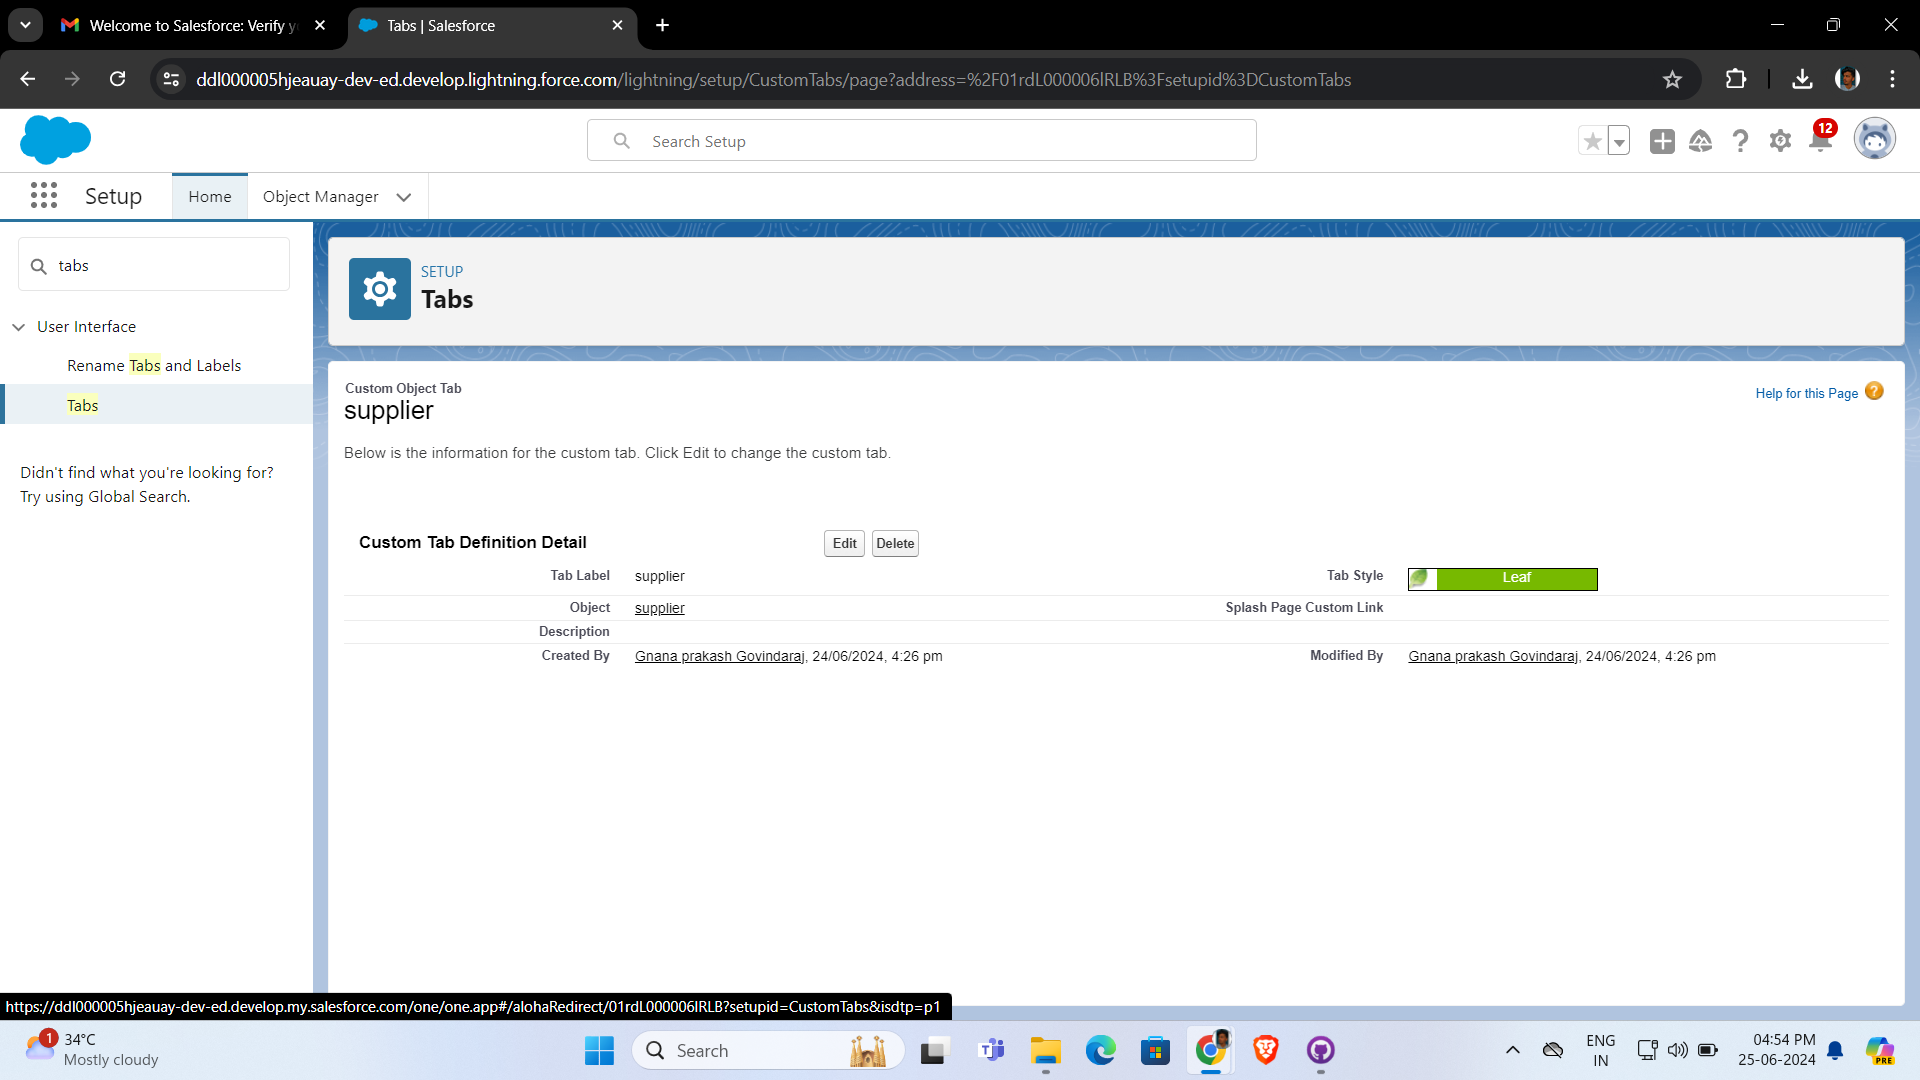 Welcome to Salesforce: Verify y
Tabs | Salesforce
ddl000005hjeauay-dev-ed.develop.lightning.force.com/lightning/setup/CustomTabs/page?address=%2F01rdL000006lRLB%3Fsetupid%3DCustomTabs
Search Setup
12
Setup
Home
Object Manager
tabs
User Interface
Rename Tabs and Labels
Tabs
Didn't find what you're looking for?
Try using Global Search.
SETUP
Tabs
Custom Object Tab
supplier
Help for this Page
Below is the information for the custom tab. Click Edit to change the custom tab.
Custom Tab Definition Detail
Edit
Delete
Tab Label supplier
Tab Style Leaf
Object supplier
Splash Page Custom Link
Description
Created By Gnana prakash Govindaraj, 24/06/2024, 4:26 pm
Modified By Gnana prakash Govindaraj, 24/06/2024, 4:26 pm
https://ddl000005hjeauay-dev-ed.develop.my.salesforce.com/one/one.app#/alohaRedirect/01rdL000006lRLB?setupid=CustomTabs&isdtp=p1
1
34°C
Mostly cloudy
Search
ENG
IN
04:54 PM
25-06-2024
PRE